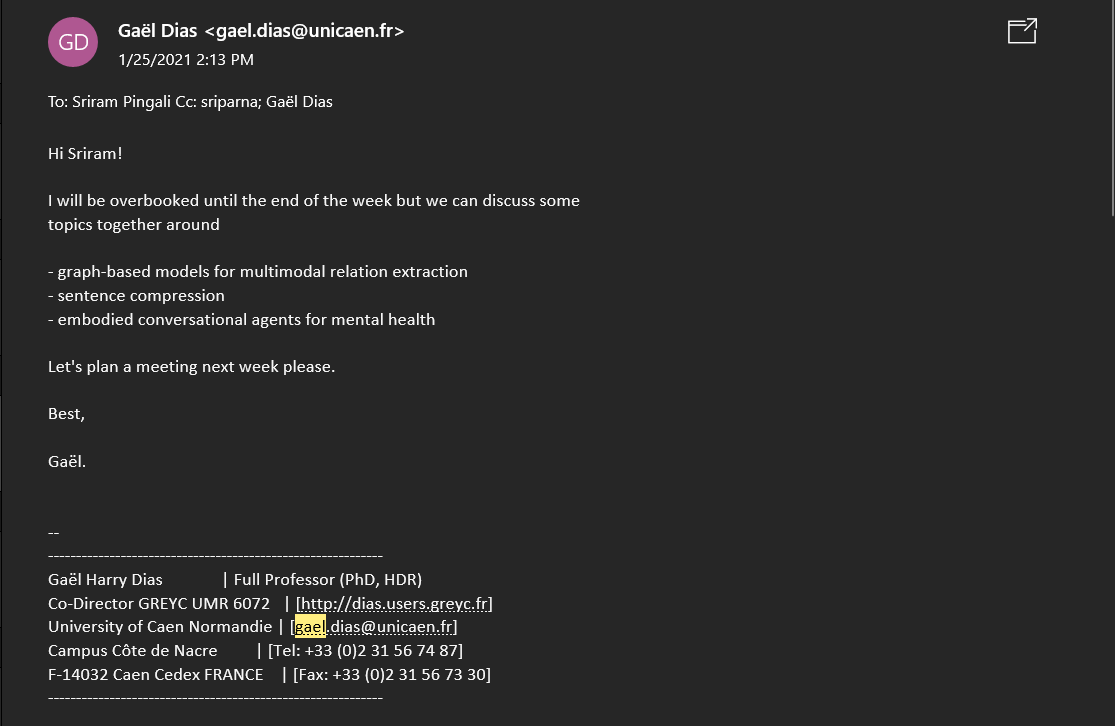 GD
Gaël Dias <gael.dias@unicaen.fr>
1/25/2021 2:13 PM
To: Sriram Pingali Cc: sriparna; Gaël Dias
Hi Sriram!
I will be overbooked until the end of the week but we can discuss some
topics together around
- graph-based models for multimodal relation extraction
- sentence compression
- embodied conversational agents for mental health
Let's plan a meeting next week please.
Best,
Gaël.
--
------------------------------------------------------------
Gaël Harry Dias | Full Professor (PhD, HDR)
Co-Director GREYC UMR 6072 | [http://dias.users.greyc.fr]
University of Caen Normandie | [gael.dias@unicaen.fr]
Campus Côte de Nacre | [Tel: +33 (0)2 31 56 74 87]
F-14032 Caen Cedex FRANCE | [Fax: +33 (0)2 31 56 73 30]
------------------------------------------------------------